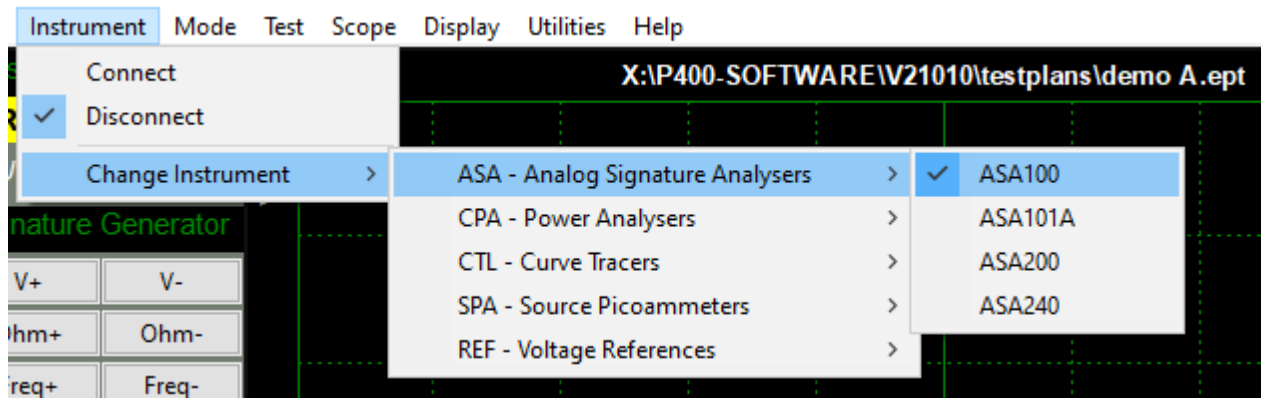 Instrument Mode Test Scope Display Utilities Help
Connect
X:\P400-SOFTWARE\V21010\testplans\demo A.ept
Disconnect
Change Instrument > ASA - Analog Signature Analysers > ASA100
CPA - Power Analysers > ASA101A
nature Generator
CTL - Curve Tracers > ASA200
V+ V-
SPA - Source Picoammeters > ASA240
hm+ Ohm-
REF - Voltage References >
req+ Freq-